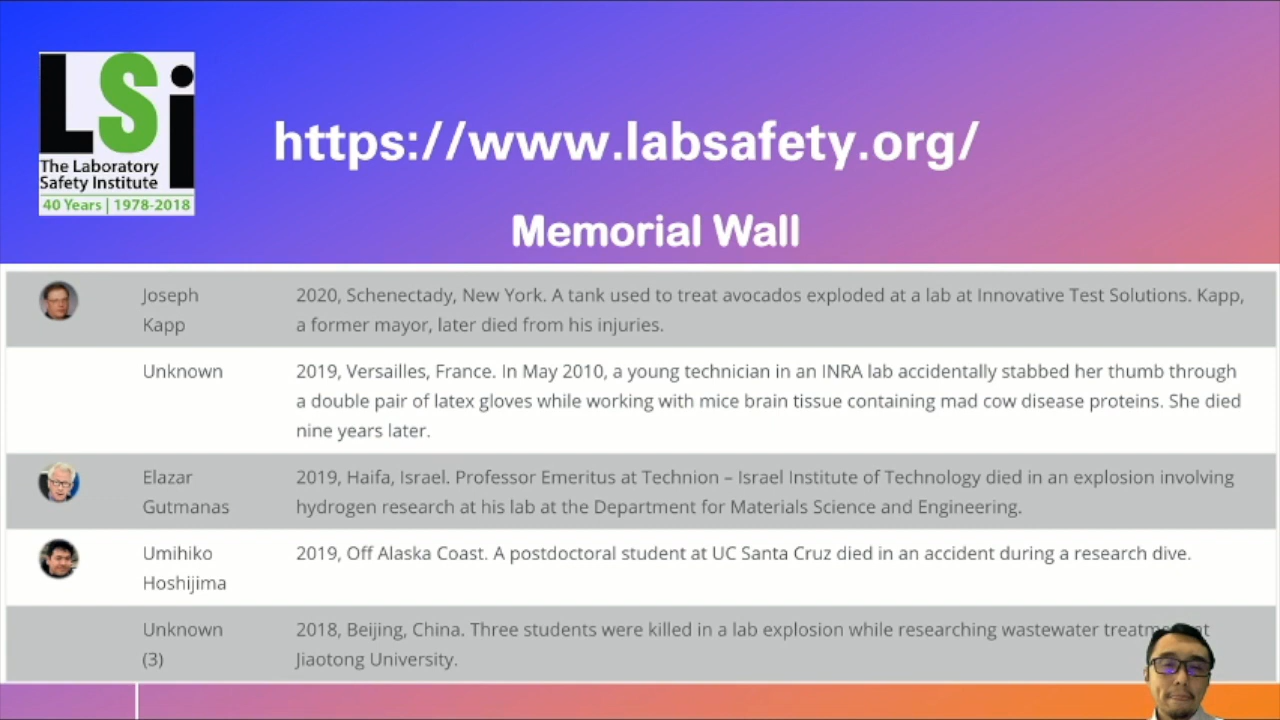 LSi
The Laboratory
Safety Institute
40 Years | 1978-2018
https://www.labsafety.org/
Memorial Wall
Joseph
Kapp
2020, Schenectady, New York. A tank used to treat avocados exploded at a lab at Innovative Test Solutions. Kapp,
a former mayor, later died from his injuries.
Unknown
2019, Versailles, France. In May 2010, a young technician in an INRA lab accidentally stabbed her thumb through
a double pair of latex gloves while working with mice brain tissue containing mad cow disease proteins. She died
nine years later.
Elazar
Gutmanas
2019, Haifa, Israel. Professor Emeritus at Technion – Israel Institute of Technology died in an explosion involving
hydrogen research at his lab at the Department for Materials Science and Engineering.
Umihiko
Hoshijima
2019, Off Alaska Coast. A postdoctoral student at UC Santa Cruz died in an accident during a research dive.
Unknown
(3)
2018, Beijing, China. Three students were killed in a lab explosion while researching wastewater
Jiaotong University.